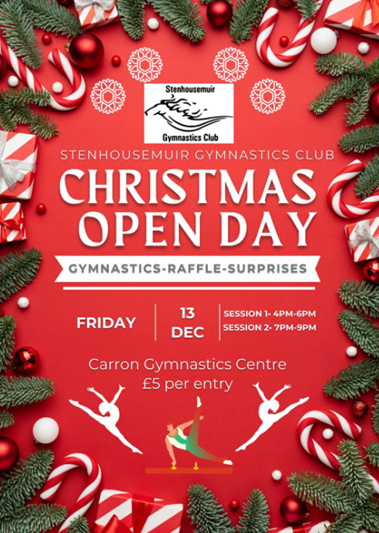 Stenhousemuir
Gymnastics Club
STENHOUSEMUIR GYMNASTICS CLUB
CHRISTMAS
OPEN DAY
GYMNASTICS-RAFFLE-SURPRISES
FRIDAY
13
DEC
SESSION 1• 4PM-6PM
SESSION 2• 7PM-9PM
Carron Gymnastics Centre
£5 per entry